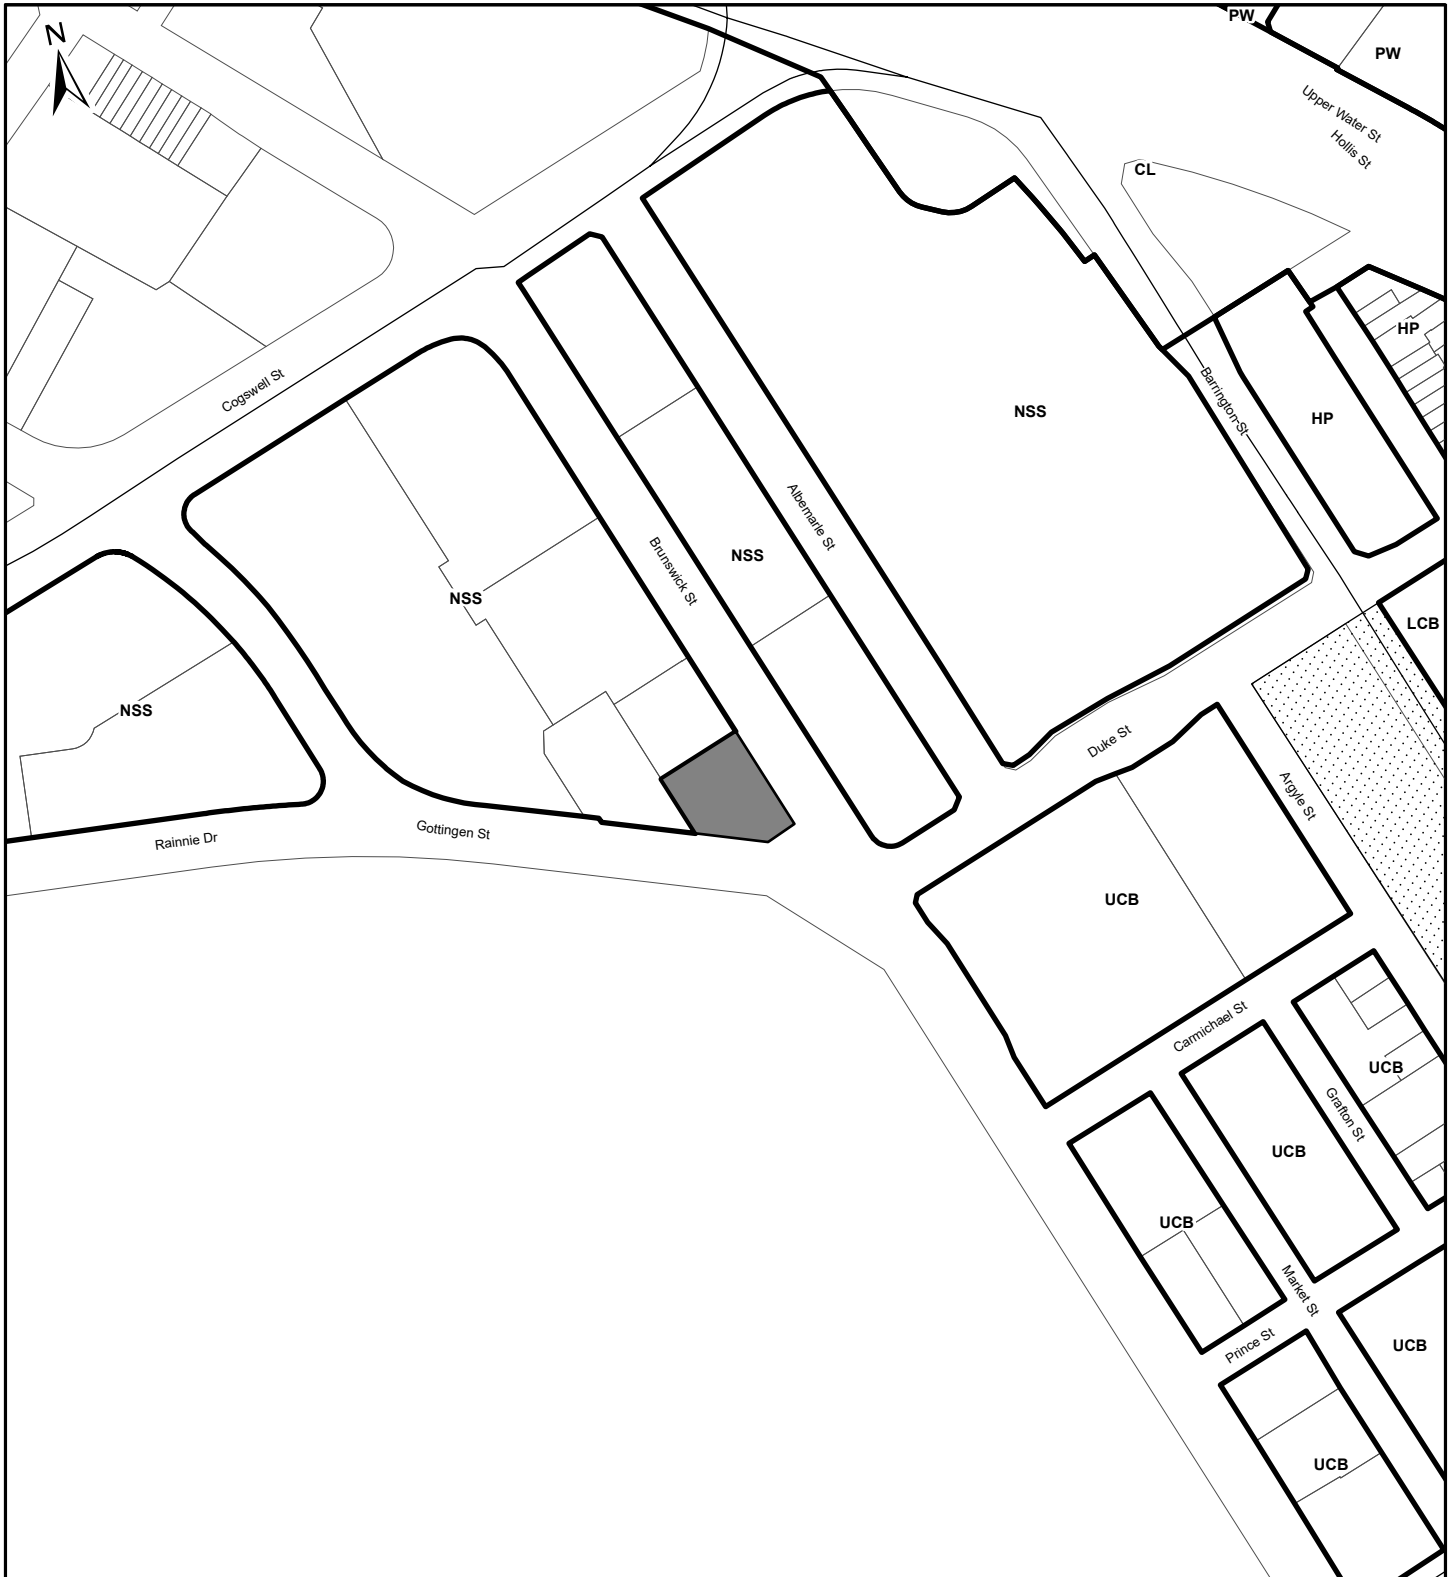 PW
N
PW
Upper Water St
Hollis St
CL
HP
Cogswell St
Barrington St
NSS
HP
Albemarle St
Brunswick St
NSS
NSS
LCB
NSS
Duke St
Argyle St
Gottingen St
Rainnie Dr
UCB
Carmichael St
UCB
Grafton St
UCB
UCB
Market St
Prince St
UCB
UCB